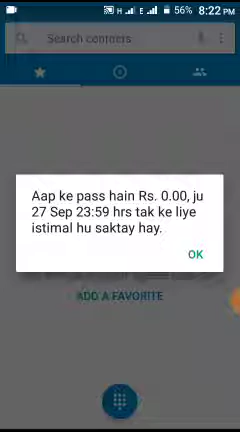 H E 56% 8:22 PM
Search contacts
Aap ke pass hain Rs. 0.00, ju
27 Sep 23:59 hrs tak ke liye
istimal hu saktay hay.
OK
ADD A FAVORITE